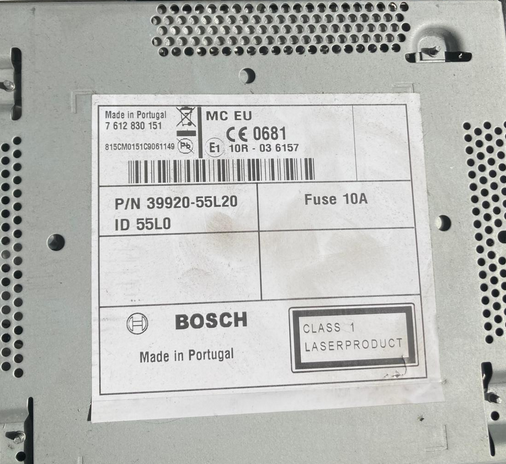 Made in Portugal
7 612 830 151
815CM0151C9061149
Pb
MC EU
CE 0681
E1 10R - 03 6157
P/N 39920-55L20
ID 55L0
Fuse 10A
BOSCH
Made in Portugal
CLASS 1
LASERPRODUCT